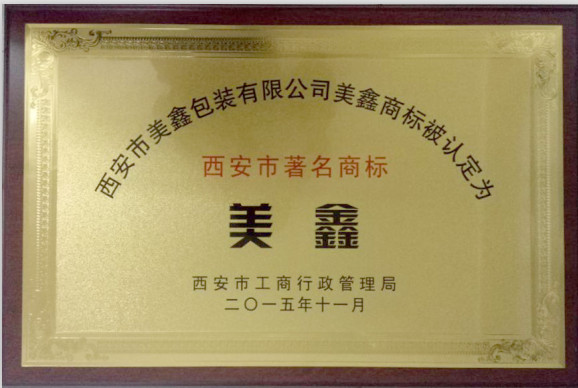 西安市美鑫包装有限公司美鑫商标被认定为
西安市著名商标
美鑫
西安市工商行政管理局
二〇一五年十一月